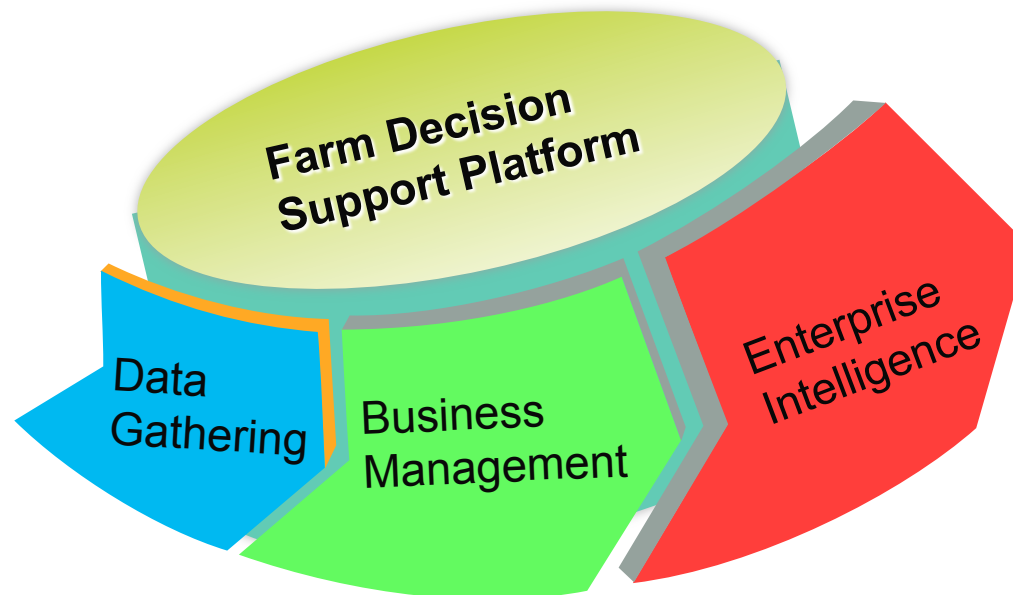 Farm Decision
Support Platform
Data
Gathering
Business
Management
Enterprise
Intelligence